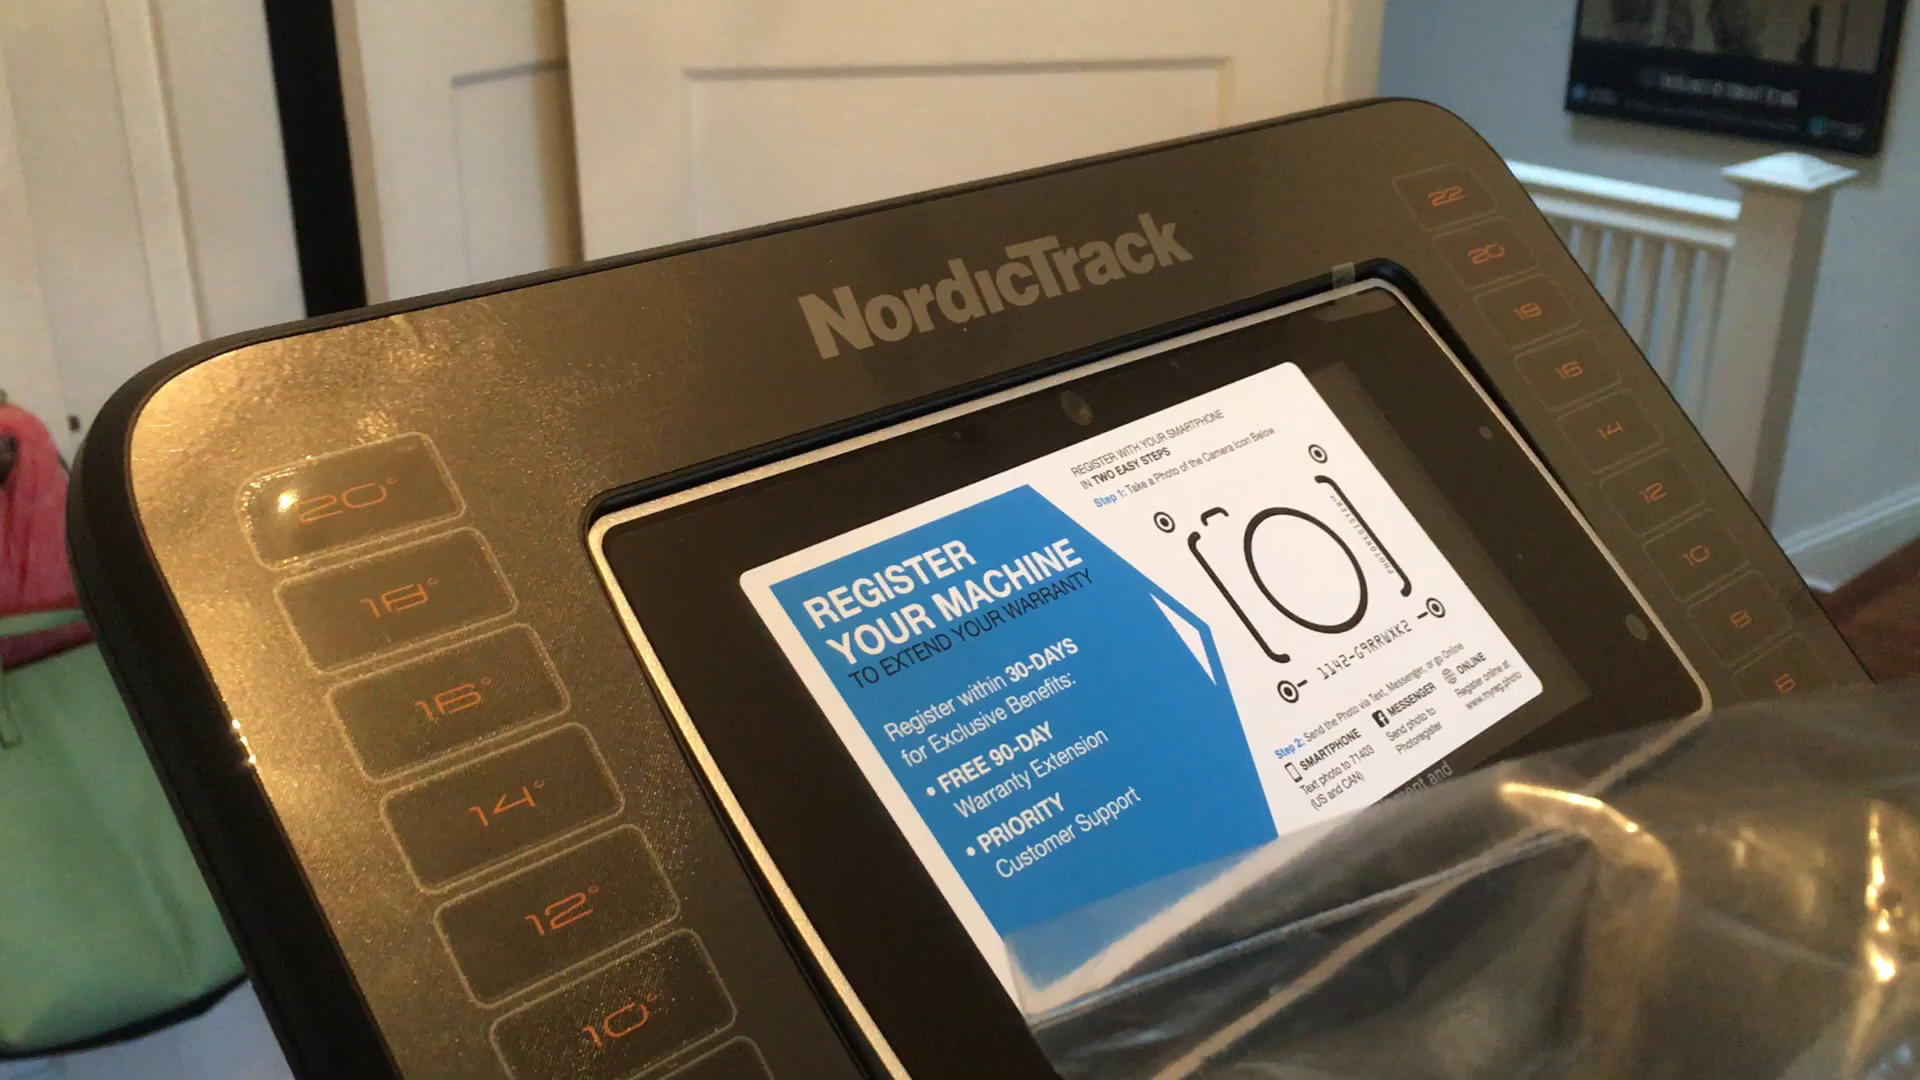 NordicTrack
22
20
18
16
14
12
10
8
6
20°
18°
16°
14°
12°
10°
REGISTER
YOUR MACHINE
TO EXTEND YOUR WARRANTY
Register within 30-DAYS
for Exclusive Benefits:
• FREE 90-DAY
Warranty Extension
• PRIORITY
Customer Support
REGISTER WITH YOUR SMARTPHONE
IN TWO EASY STEPS
Step 1: Take a Photo of the Camera Icon Below
PHOTOREGISTER
1142-G9RRWXK2
Step 2: Send the Photo via Text, Messenger, or go Online
SMARTPHONE
Text photo to 71403
(US and CAN)
MESSENGER
Send photo to
Photoregister
ONLINE
Register online at
www.myreg.photo
and